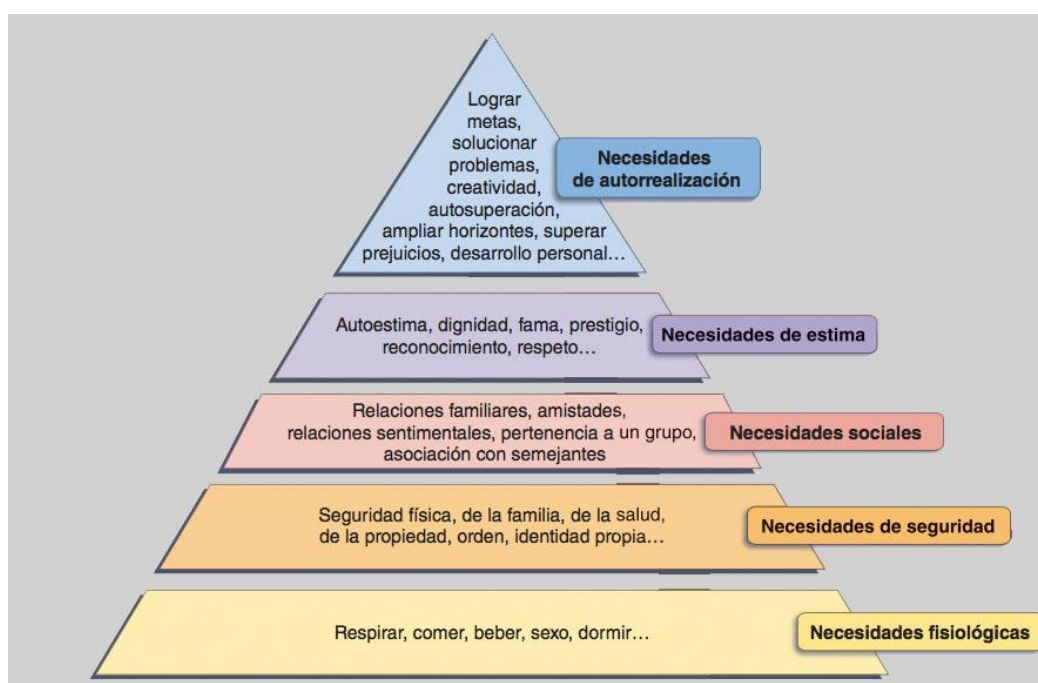 Lograr
metas,
solucionar
problemas,
creatividad,
autosuperación,
ampliar horizontes, superar
prejuicios, desarrollo personal...
Necesidades
de autorrealización
Autoestima, dignidad, fama, prestigio,
reconocimiento, respeto...
Necesidades de estima
Relaciones familiares, amistades,
relaciones sentimentales, pertenencia a un grupo,
asociación con semejantes
Necesidades sociales
Seguridad física, de la familia, de la salud,
de la propiedad, orden, identidad propia...
Necesidades de seguridad
Respirar, comer, beber, sexo, dormir...
Necesidades fisiológicas